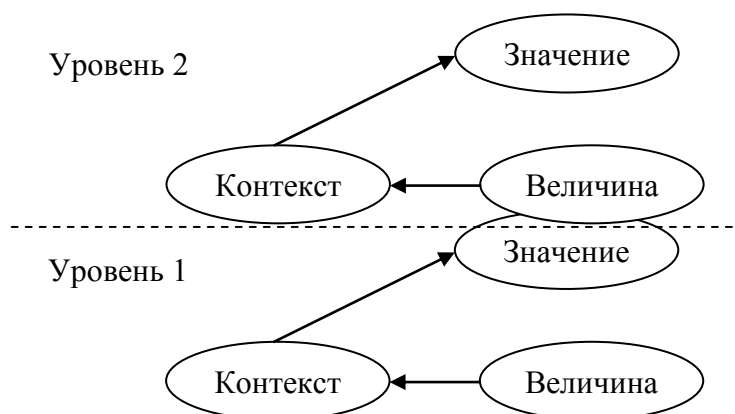 Значение
Уровень 2
Контекст
Величина
Значение
Уровень 1
Контекст
Величина